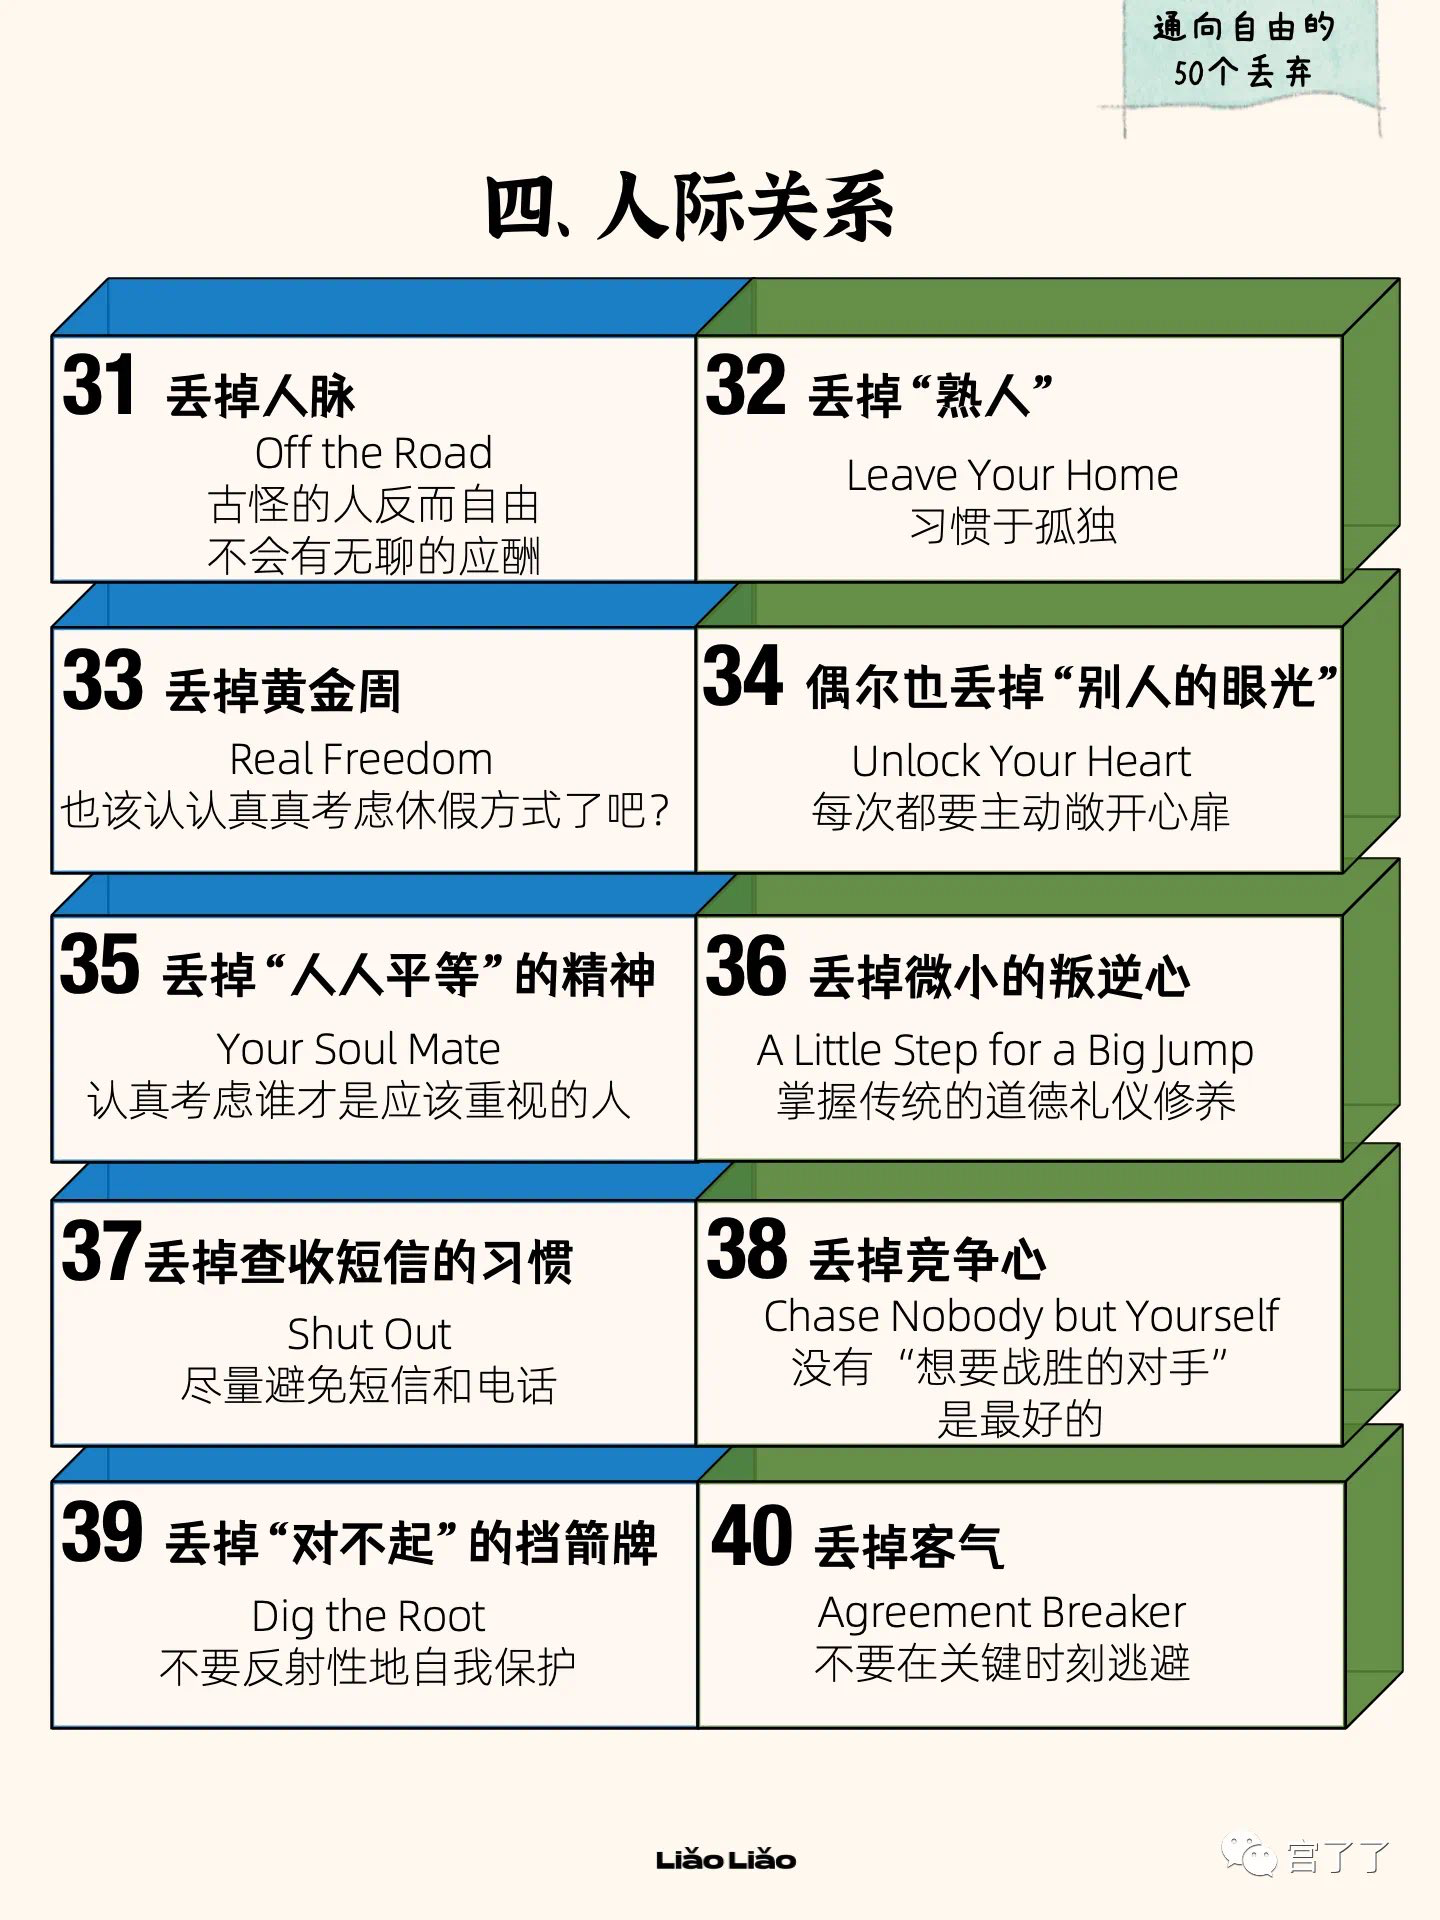 通向自由的
50个丢弃
四、人际关系
31 丢掉人脉
Off the Road
古怪的人反而自由
不会有无聊的应酬
32 丢掉“熟人”
Leave Your Home
习惯于孤独
33 丢掉黄金周
Real Freedom
也该认认真真考虑休假方式了吧？
34 偶尔也丢掉“别人的眼光”
Unlock Your Heart
每次都要主动敞开心扉
35 丢掉“人人平等”的精神
Your Soul Mate
认真考虑谁才是应该重视的人
36 丢掉微小的叛逆心
A Little Step for a Big Jump
掌握传统的道德礼仪修养
37丢掉查收短信的习惯
Shut Out
尽量避免短信和电话
38 丢掉竞争心
Chase Nobody but Yourself
没有“想要战胜的对手”
是最好的
39 丢掉“对不起”的挡箭牌
Dig the Root
不要反射性地自我保护
40 丢掉客气
Agreement Breaker
不要在关键时刻逃避
Liǎo Liǎo
宫了了